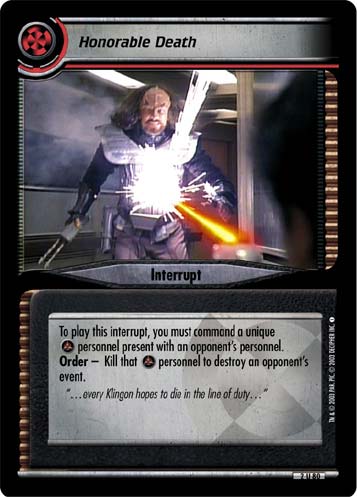 Honorable Death
Interrupt
To play this interrupt, you must command a unique
personnel present with an opponent's personnel.
Order – Kill that personnel to destroy an opponent's
event.
"…every Klingon hopes to die in the line of duty…"
TM & © 2003 PAR. PIC. © 2003 DECIPHER INC.
2 U 80